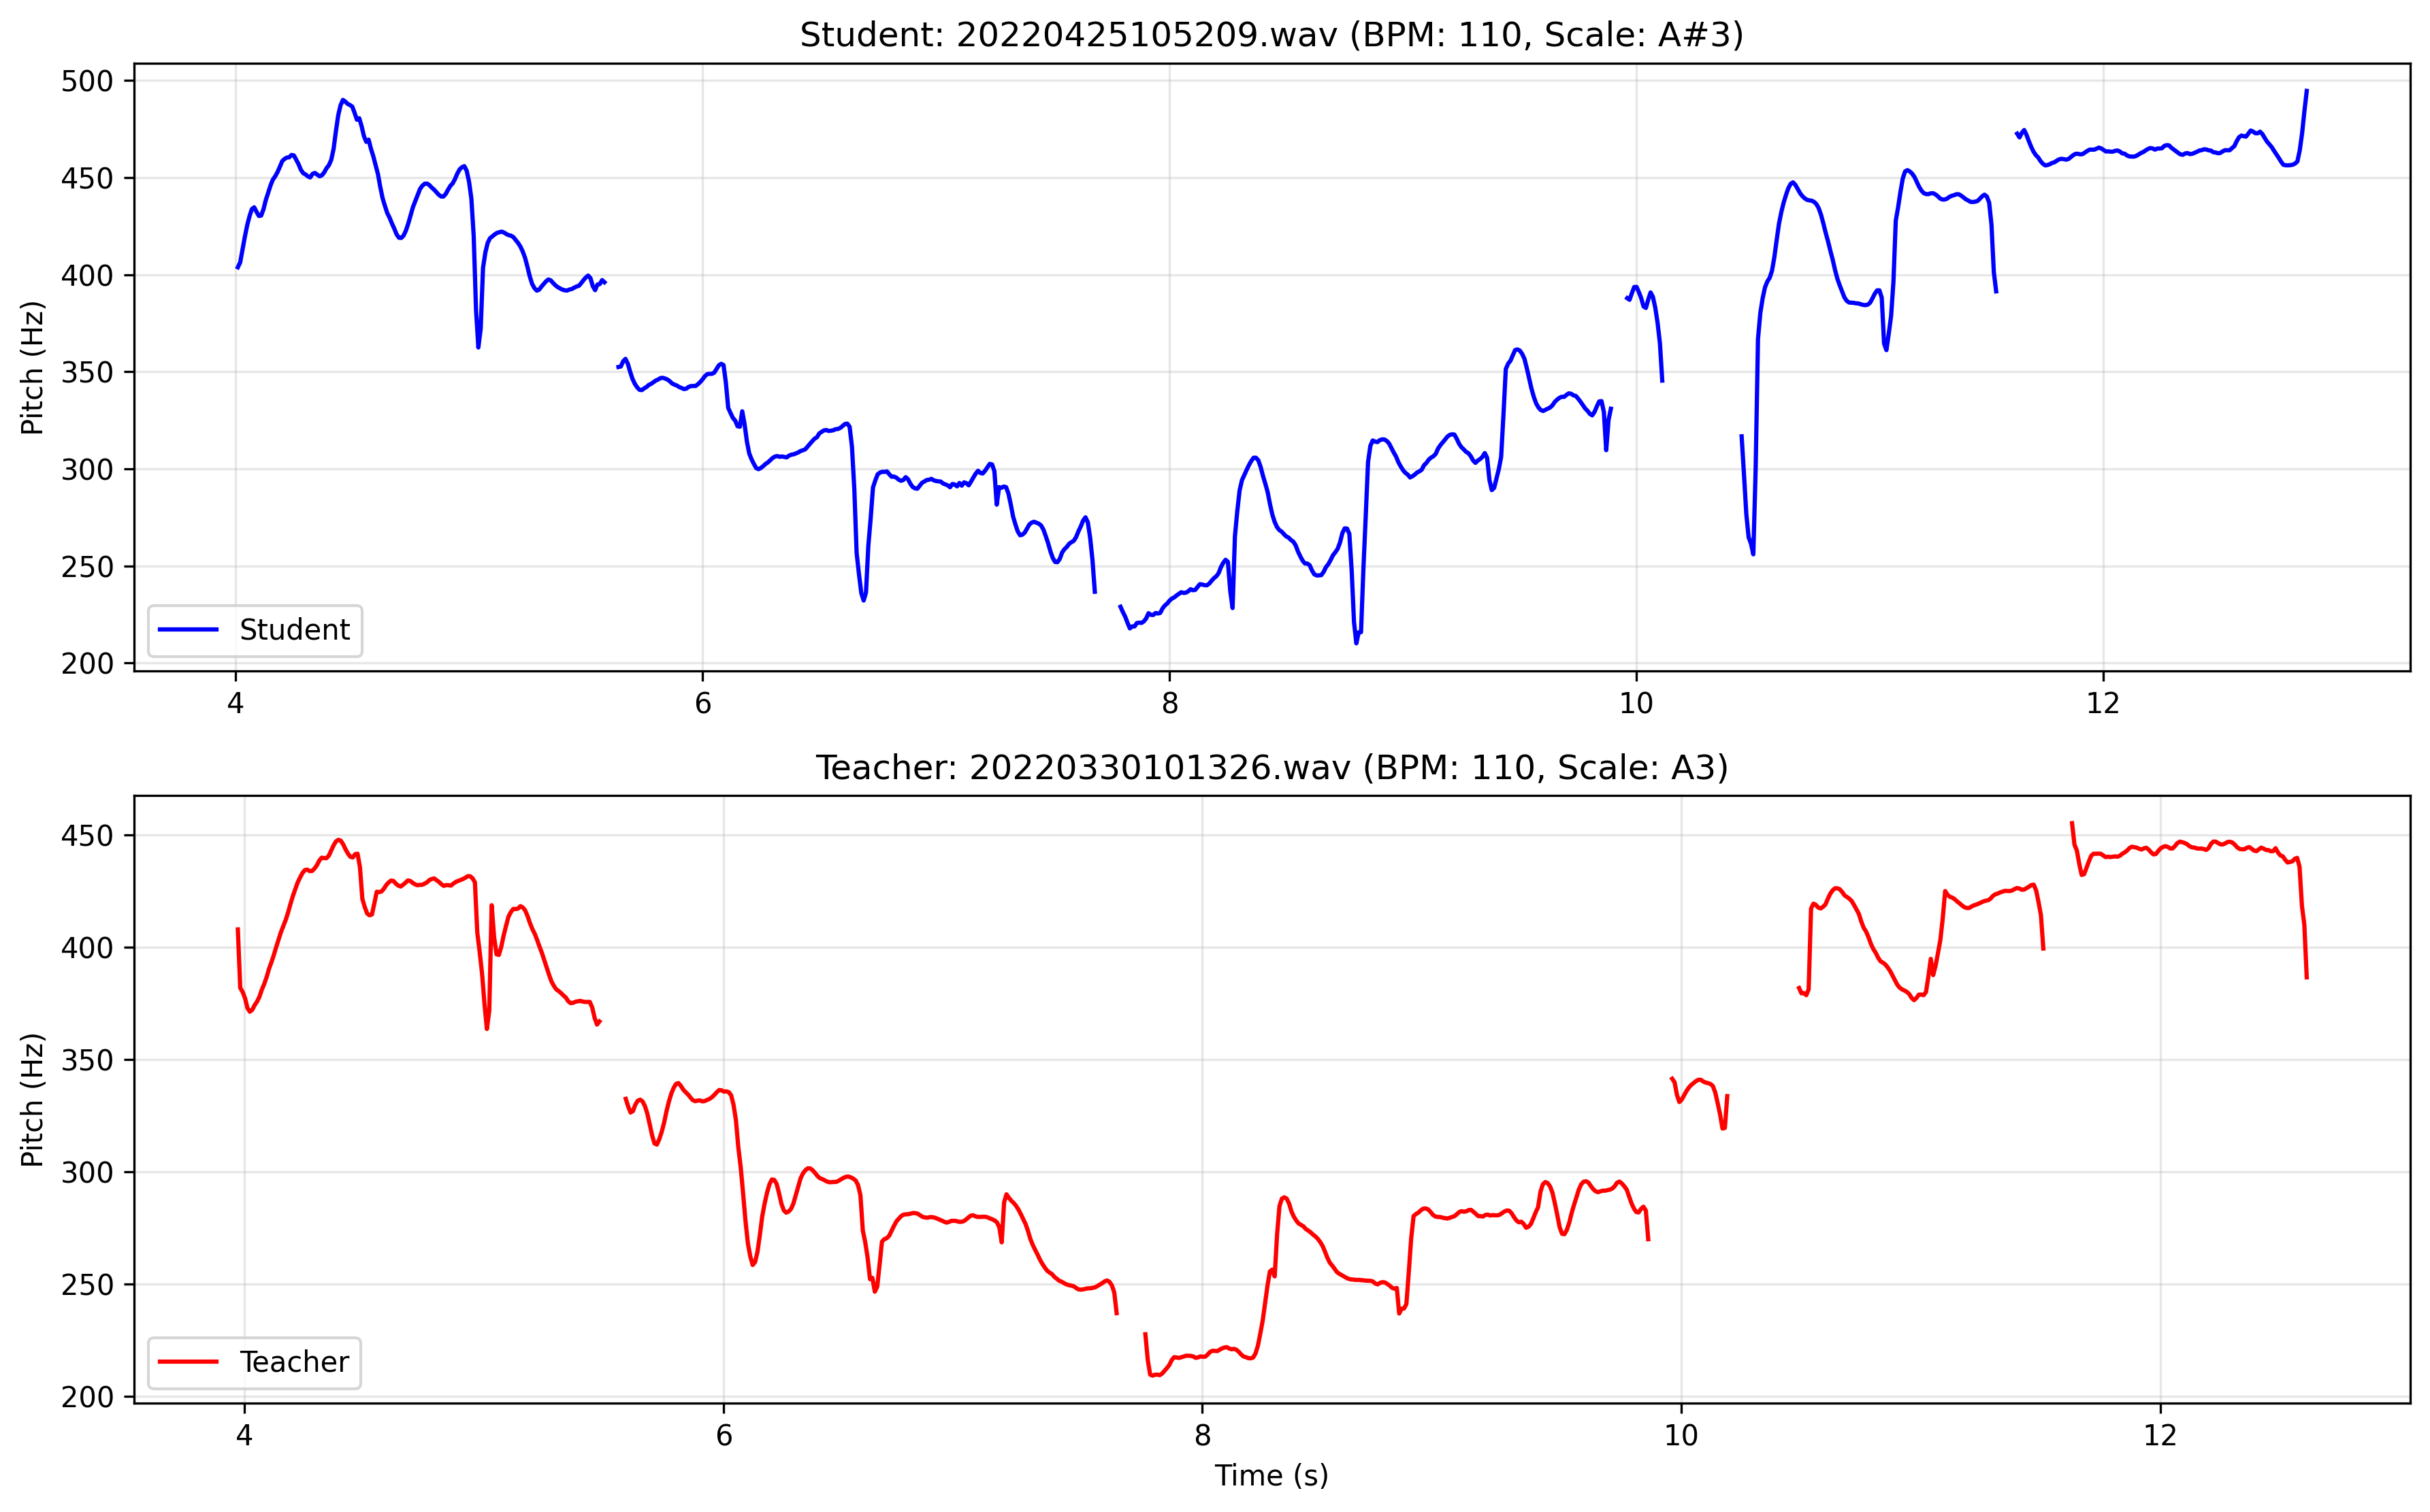 Student: 20220425105209.wav (BPM: 110, Scale: A#3)
500
450
400
350
300
250
200
Pitch (Hz)
Student
4 6 8 10 12
Teacher: 20220330101326.wav (BPM: 110, Scale: A3)
450
400
350
300
250
200
Pitch (Hz)
Teacher
4 6 8 10 12
Time (s)